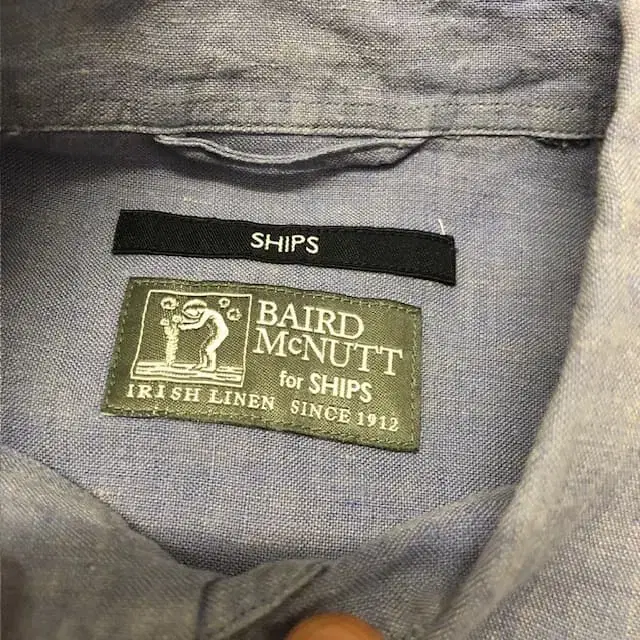 SHIPS
BAIRD
McNUTT
for SHIPS
IRISH LINEN SINCE 1912